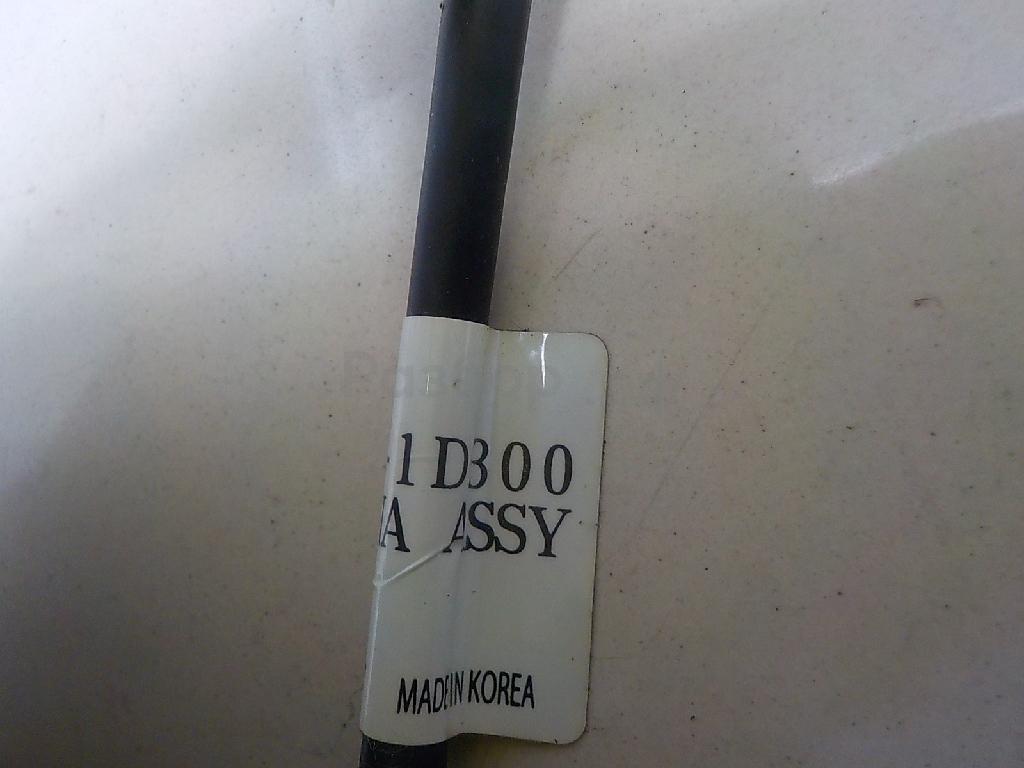 1D300
A ASSY
MADE IN KOREA